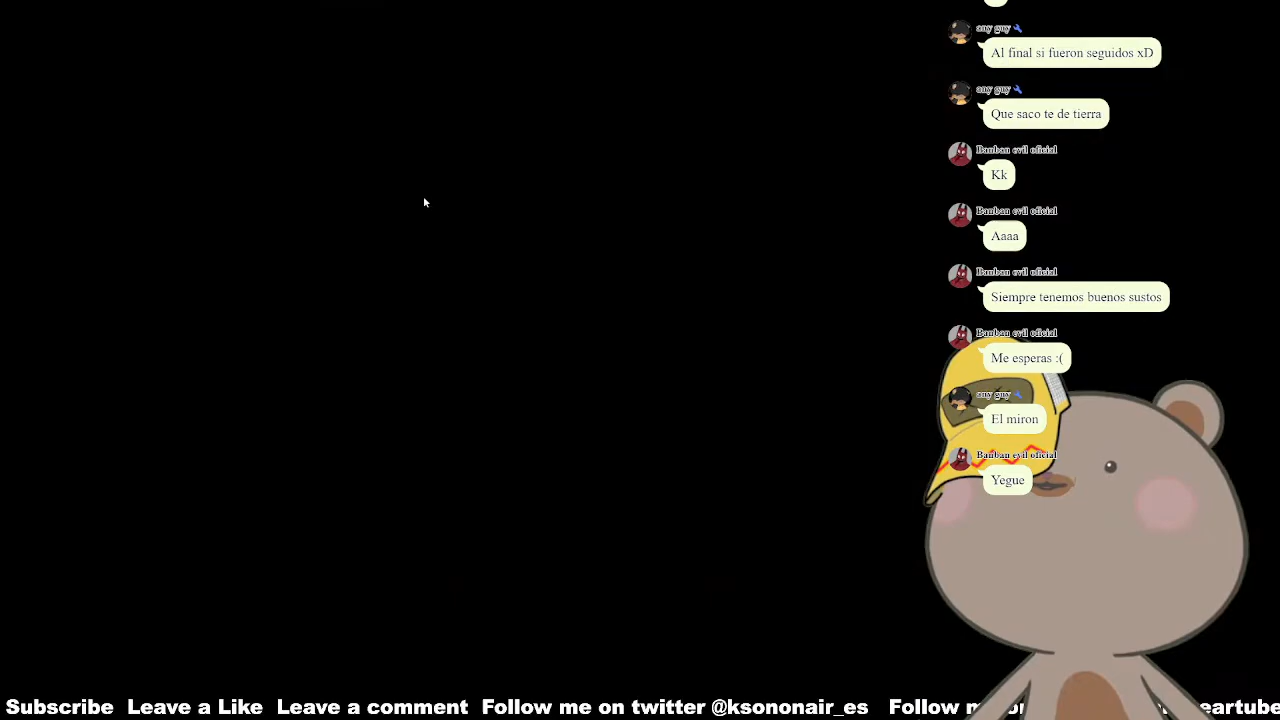 any guy
Al final si fueron seguidos xD
any guy
Que saco te de tierra
Banban evil oficial
Kk
Banban evil oficial
Aaaa
Banban evil oficial
Siempre tenemos buenos sustos
Banban evil oficial
Me esperas :(
any guy
El miron
Banban evil oficial
Yegue
Subscribe Leave a Like Leave a comment Follow me on twitter @ksononair_es Follow